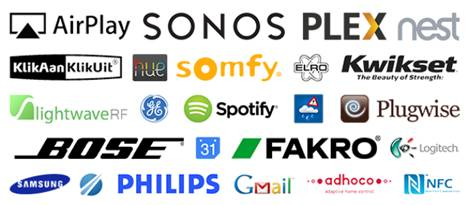 AirPlay SONOS PLEX nest
KlikAanKlikUit® hue somfy® ELRO Kwikset
The Beauty of Strength
lightwaveRF GE Spotify® Plugwise
BOSE® 31 FAKRO® Logitech
SAMSUNG PHILIPS Gmail adhoco NFC
adaptive home control